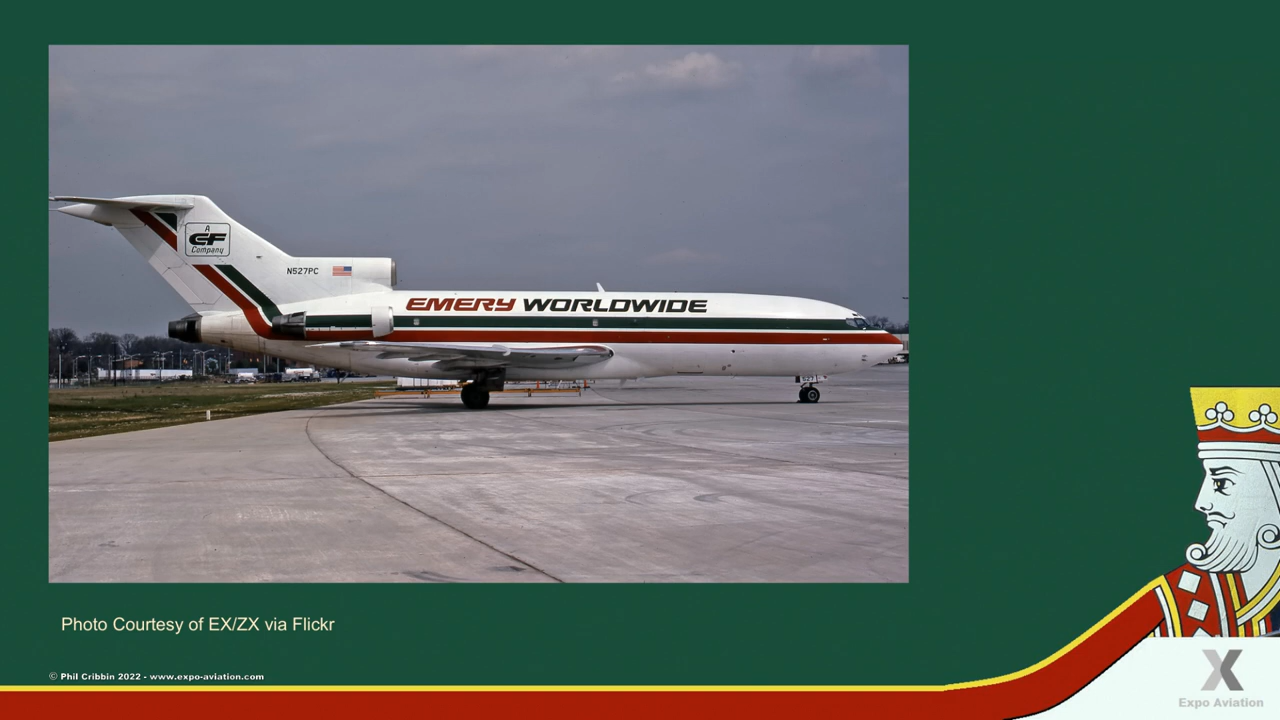 A
CF
Company
N527PC
EMERY WORLDWIDE
Photo Courtesy of EX/ZX via Flickr
© Phil Cribbin 2022 - www.expo-aviation.com
X
Expo Aviation